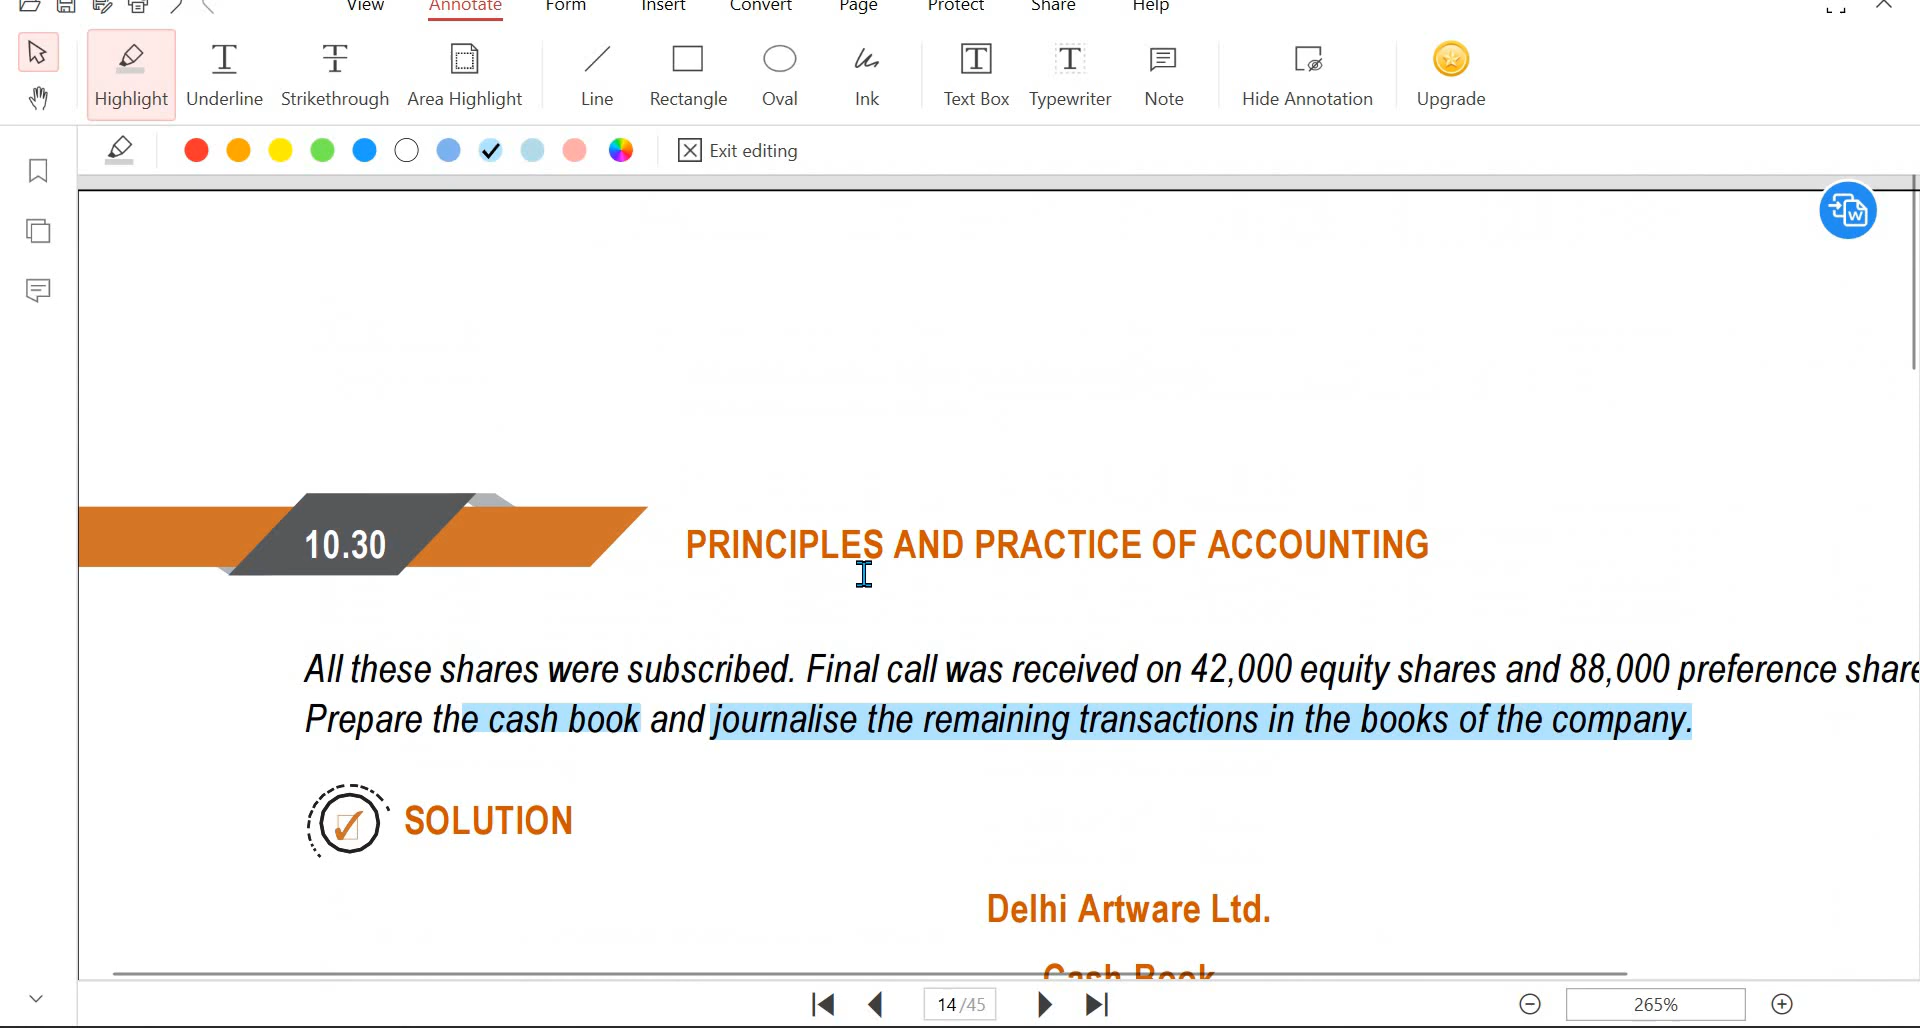 View Annotate Form Insert Convert Page Protect Share Help
Highlight Underline Strikethrough Area Highlight Line Rectangle Oval Ink Text Box Typewriter Note Hide Annotation Upgrade
Exit editing
10.30 PRINCIPLES AND PRACTICE OF ACCOUNTING
All these shares were subscribed. Final call was received on 42,000 equity shares and 88,000 preference share
Prepare the cash book and journalise the remaining transactions in the books of the company.
SOLUTION
Delhi Artware Ltd.
Cash Book
14/45 265%